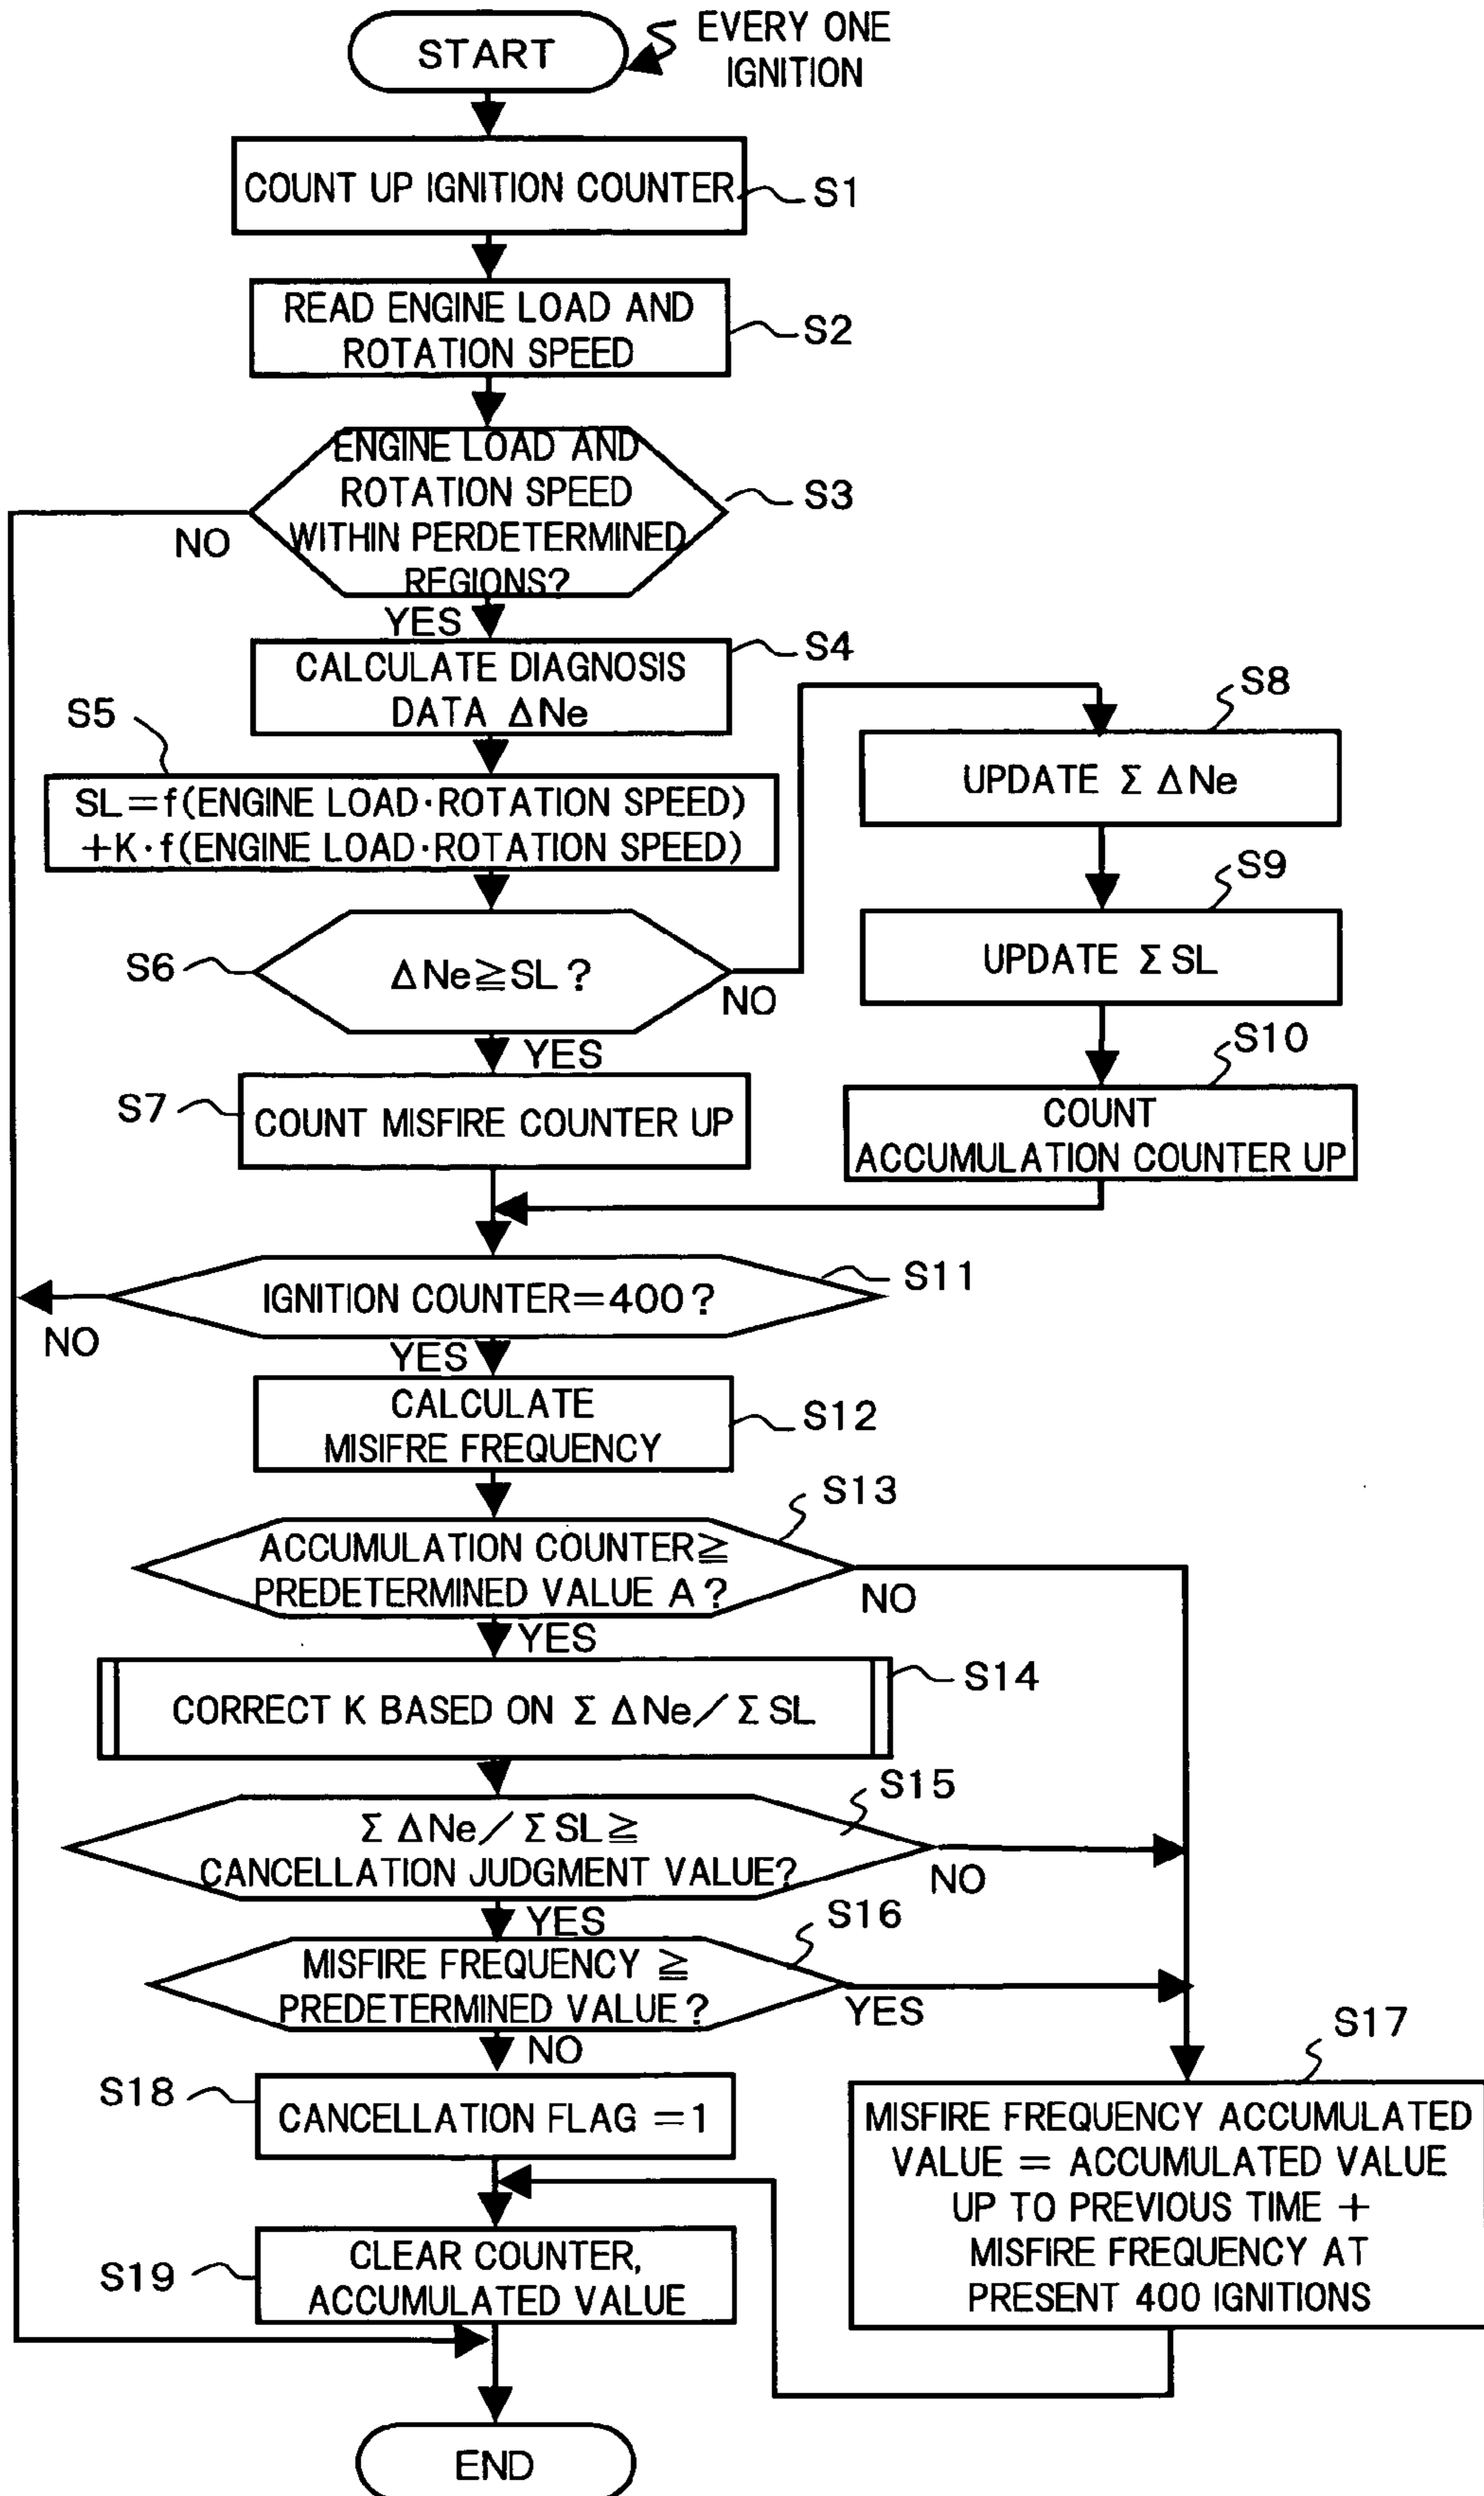 START
EVERY ONE
IGNITION
COUNT UP IGNITION COUNTER
S1
READ ENGINE LOAD AND
ROTATION SPEED
S2
ENGINE LOAD AND
ROTATION SPEED
WITHIN PERDETERMINED
REGIONS?
S3
NO
YES
CALCULATE DIAGNOSIS
DATA ΔNe
S4
S5
SL=f(ENGINE LOAD·ROTATION SPEED)
+K·f(ENGINE LOAD·ROTATION SPEED)
S6
ΔNe≧SL?
NO
YES
S7
COUNT MISFIRE COUNTER UP
S8
UPDATE Σ ΔNe
S9
UPDATE Σ SL
S10
COUNT
ACCUMULATION COUNTER UP
IGNITION COUNTER=400?
S11
NO
YES
CALCULATE
MISIFRE FREQUENCY
S12
S13
ACCUMULATION COUNTER≧
PREDETERMINED VALUE A?
NO
YES
S14
CORRECT K BASED ON Σ ΔNe/Σ SL
S15
Σ ΔNe/Σ SL≧
CANCELLATION JUDGMENT VALUE?
NO
YES
S16
MISFIRE FREQUENCY ≧
PREDETERMINED VALUE?
YES
NO
S17
MISFIRE FREQUENCY ACCUMULATED
VALUE = ACCUMULATED VALUE
UP TO PREVIOUS TIME +
MISFIRE FREQUENCY AT
PRESENT 400 IGNITIONS
S18
CANCELLATION FLAG =1
S19
CLEAR COUNTER,
ACCUMULATED VALUE
END